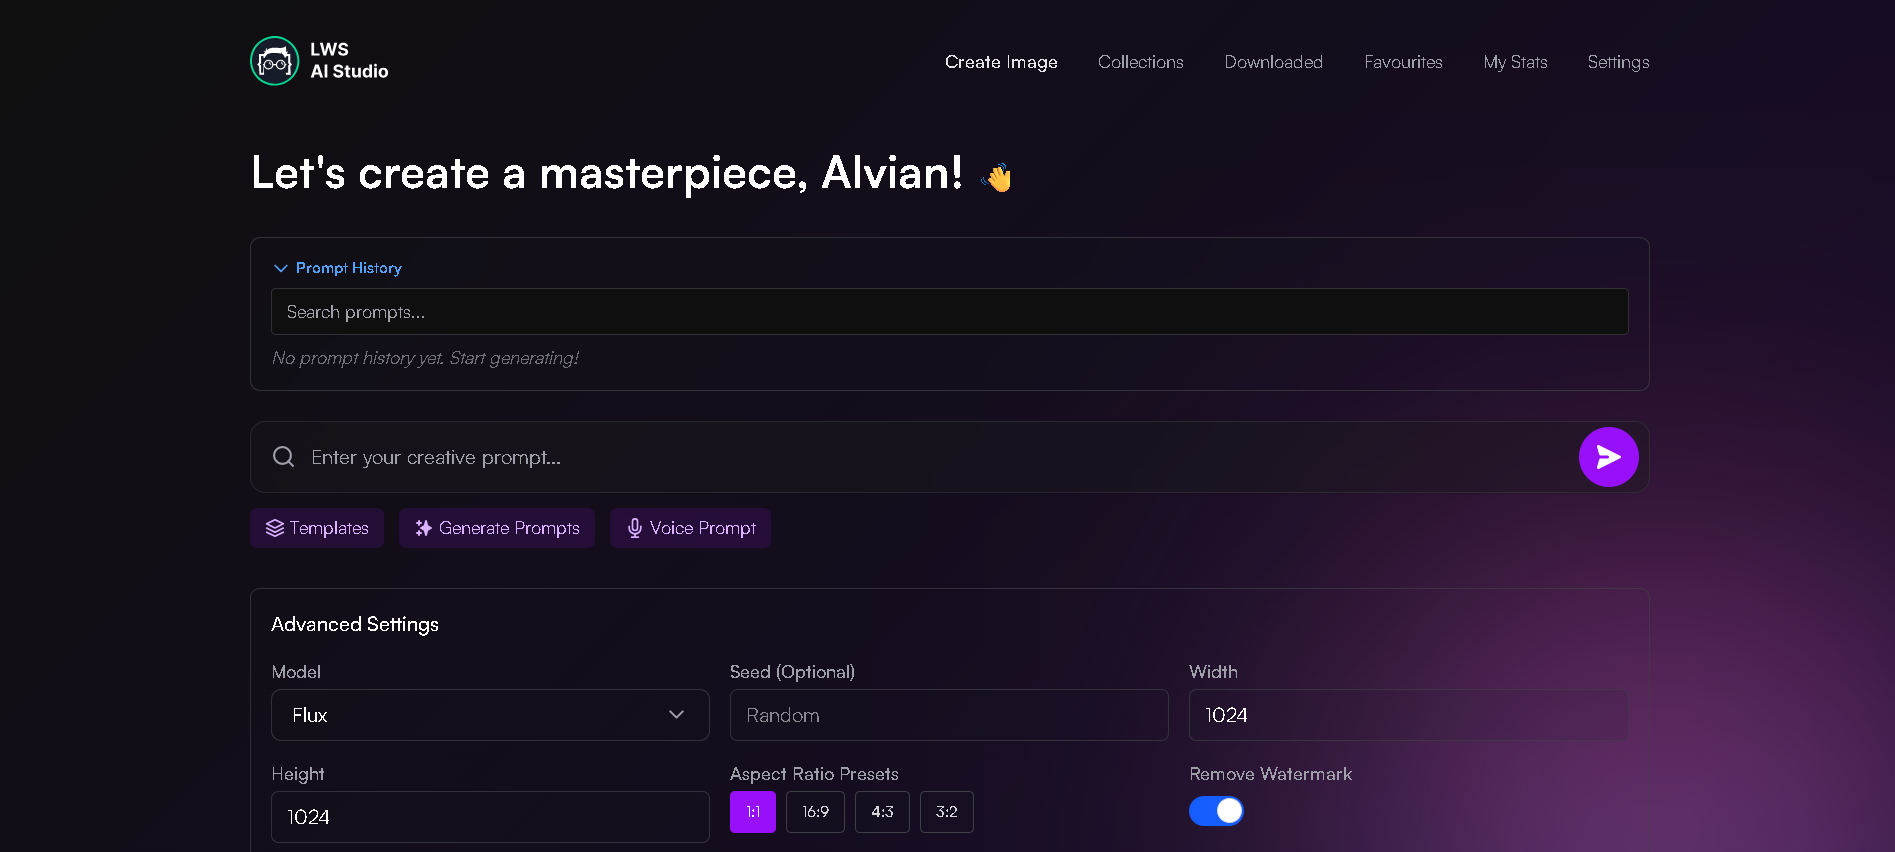 LWS
AI Studio
Create Image
Collections
Downloaded
Favourites
My Stats
Settings
Let's create a masterpiece, Alvian! 👋
Prompt History
Search prompts...
No prompt history yet. Start generating!
Enter your creative prompt...
Templates
Generate Prompts
Voice Prompt
Advanced Settings
Model
Seed (Optional)
Width
Flux
Random
1024
Height
Aspect Ratio Presets
Remove Watermark
1024
1:1
16:9
4:3
3:2